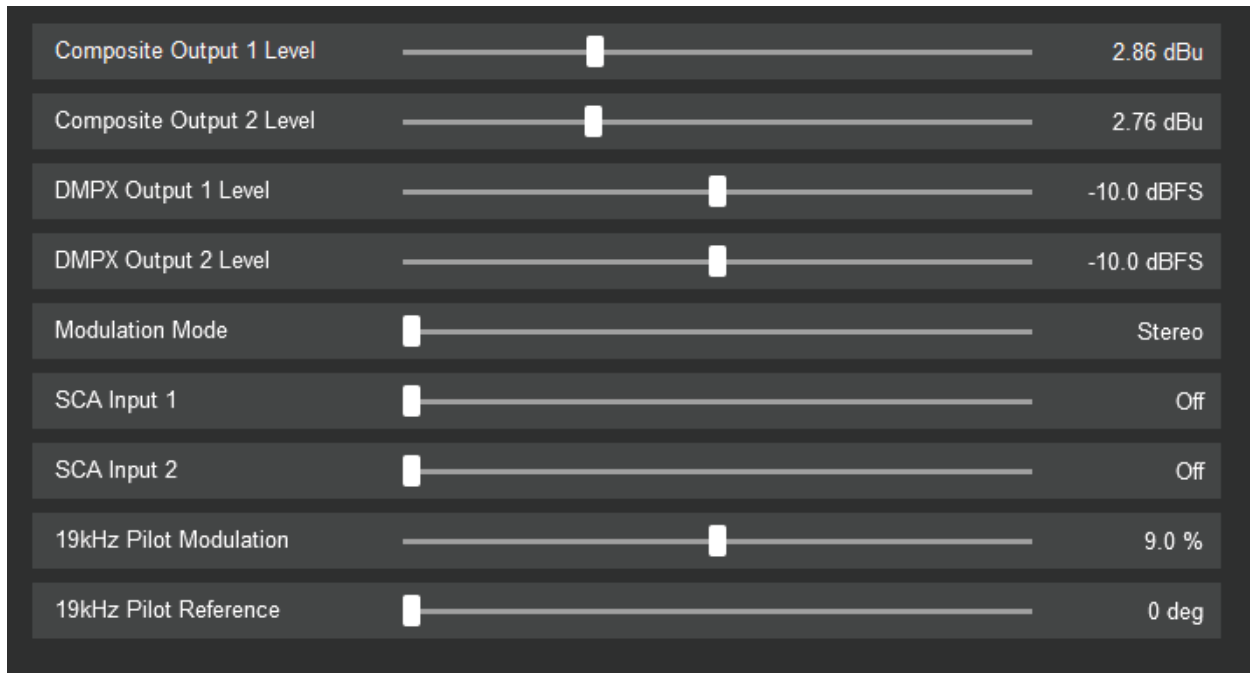 Composite Output 1 Level 2.86 dBu
Composite Output 2 Level 2.76 dBu
DMPX Output 1 Level -10.0 dBFS
DMPX Output 2 Level -10.0 dBFS
Modulation Mode Stereo
SCA Input 1 Off
SCA Input 2 Off
19kHz Pilot Modulation 9.0 %
19kHz Pilot Reference 0 deg